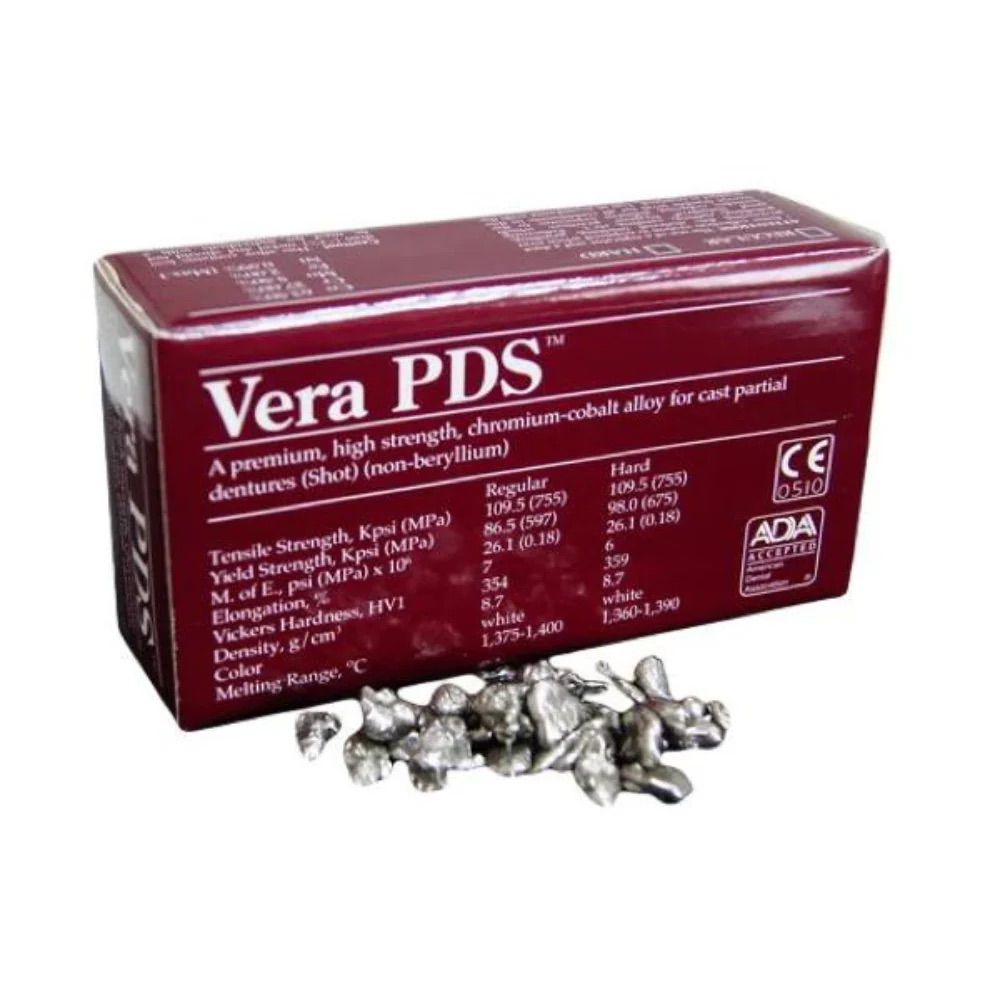 Vera PDS™
A premium, high strength, chromium-cobalt alloy for cast partial
dentures (Shot) (non-beryllium)
Regular Hard
Tensile Strength, Kpsi (MPa) 109.5 (755) 109.5 (755)
Yield Strength, Kpsi (MPa) 86.5 (597) 98.0 (675)
M. of E., psi (MPa) x 10⁶ 26.1 (0.18) 26.1 (0.18)
Elongation, % 7 6
Vickers Hardness, HV1 354 359
Density, g/cm³ 8.7 8.7
Color white white
Melting Range, °C 1,375-1,400 1,360-1,390
CE
0510
ADA
ACCEPTED
American
Dental
Association ®
Vera PDS
REGULAR
HARD